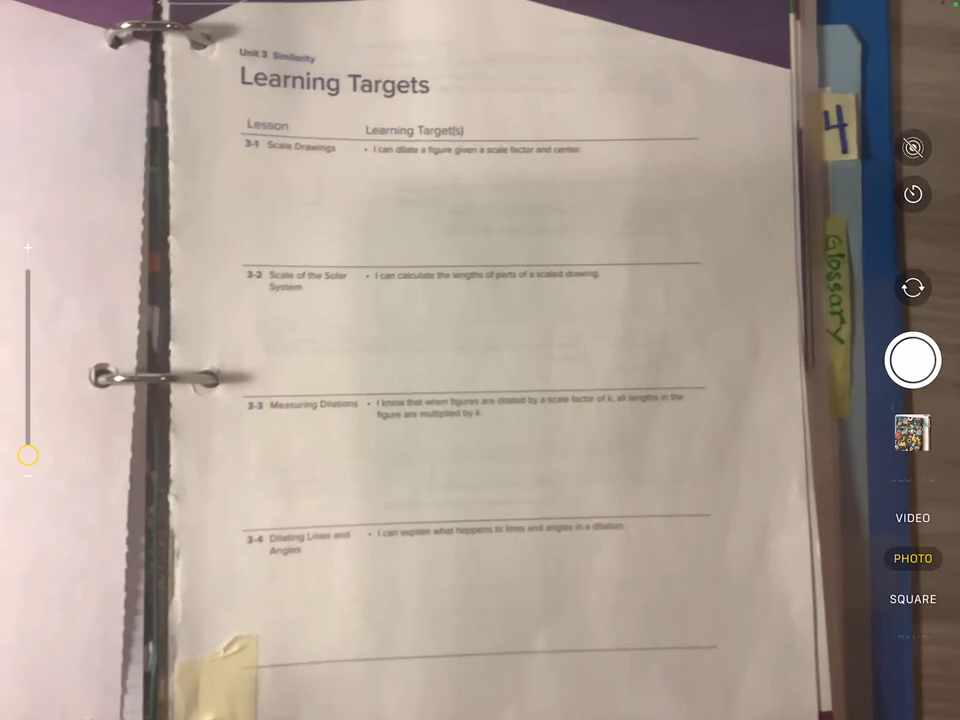 Unit 3 Similarity
Learning Targets
Lesson Learning Target(s)
3-1 Scale Drawings • I can dilate a figure given a scale factor and center.
3-2 Scale of the Solar System • I can calculate the lengths of parts of a scaled drawing.
3-3 Measuring Dilations • I know that when figures are dilated by a scale factor of k, all lengths in the
figure are multiplied by k.
3-4 Dilating Lines and Angles • I can explain what happens to lines and angles in a dilation.
4
Glossary
VIDEO
PHOTO
SQUARE